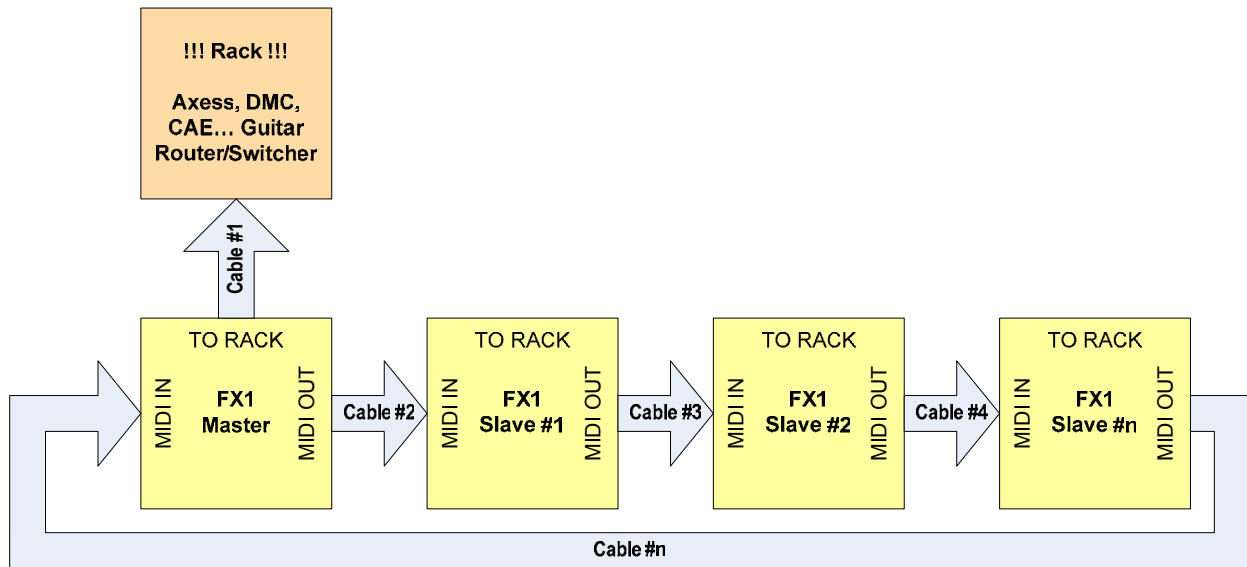 !!! Rack !!!
Axess, DMC,
CAE... Guitar
Router/Switcher
Cable #1
TO RACK
MIDI IN
FX1
Master
MIDI OUT
Cable #2
TO RACK
MIDI IN
FX1
Slave #1
MIDI OUT
Cable #3
TO RACK
MIDI IN
FX1
Slave #2
MIDI OUT
Cable #4
TO RACK
MIDI IN
FX1
Slave #n
MIDI OUT
Cable #n